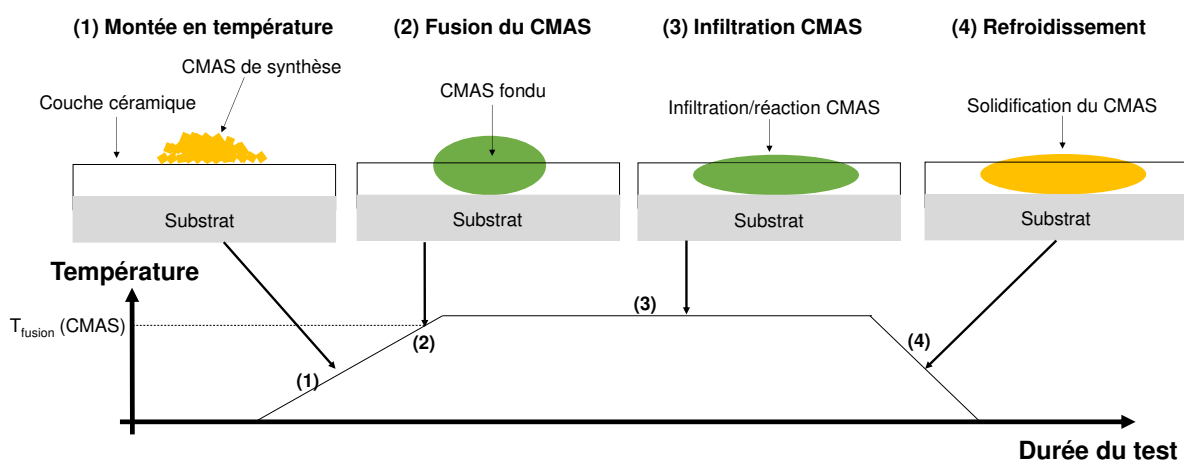 (1) Montée en température
(2) Fusion du CMAS
(3) Infiltration CMAS
(4) Refroidissement
CMAS de synthèse
Couche céramique
CMAS fondu
Infiltration/réaction CMAS
Solidification du CMAS
Substrat
Substrat
Substrat
Substrat
Température
T fusion (CMAS)
(1)
(2)
(3)
(4)
Durée du test